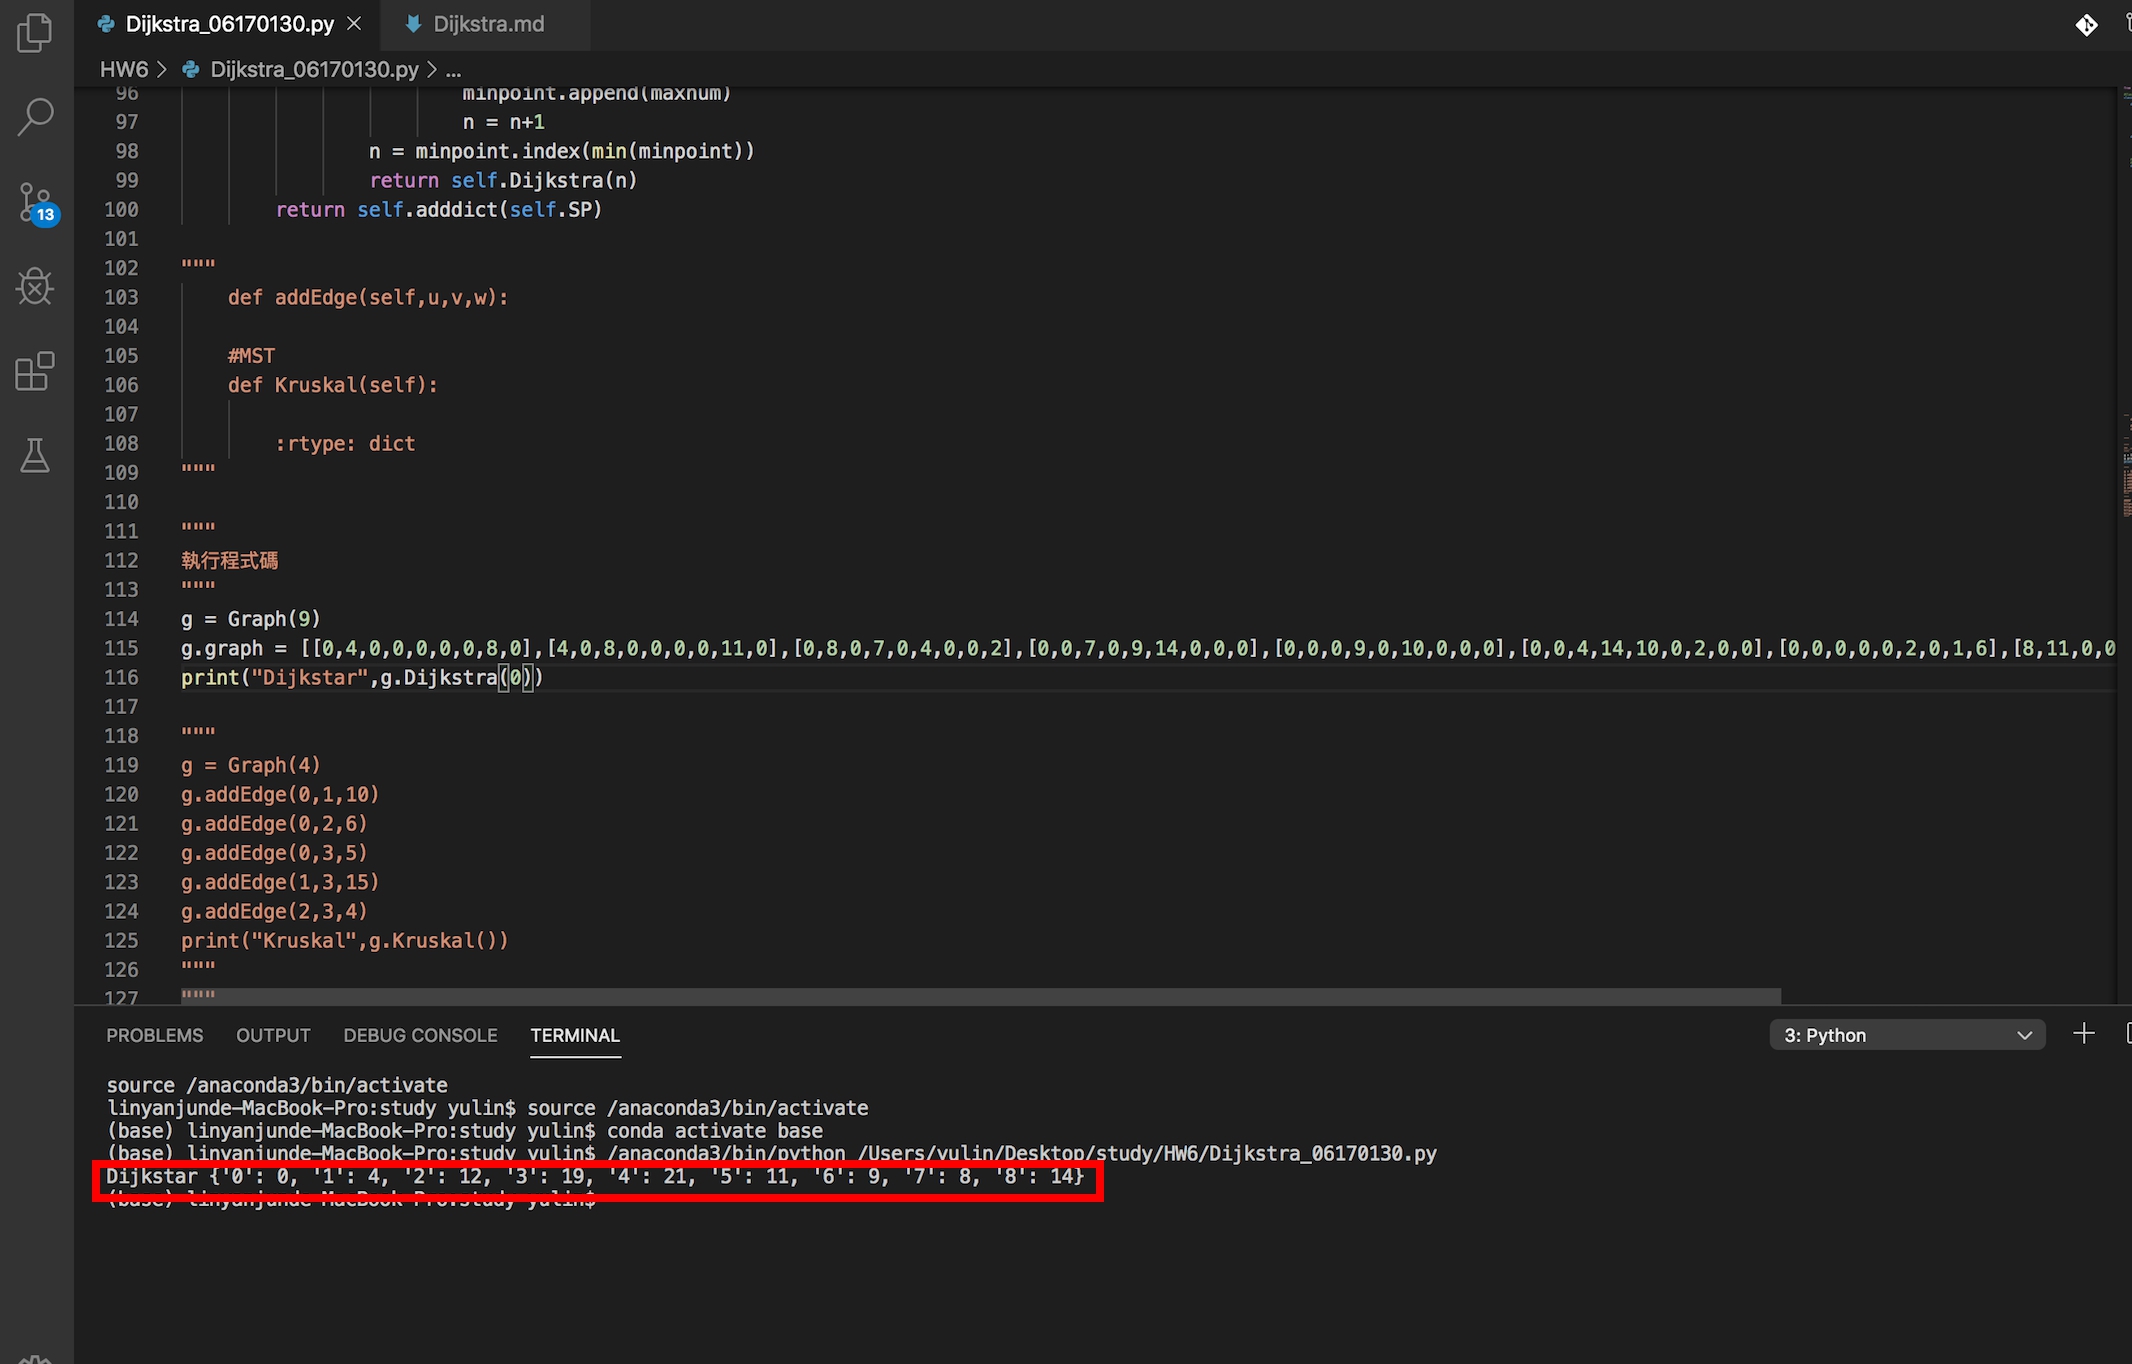 Dijkstra_06170130.py
Dijkstra.md
HW6 > Dijkstra_06170130.py > ...
96 minpoint.append(maxnum)
97 n = n+1
98 n = minpoint.index(min(minpoint))
99 return self.Dijkstra(n)
100 return self.adddict(self.SP)
101
102 """
103 def addEdge(self,u,v,w):
104
105 #MST
106 def Kruskal(self):
107
108 :rtype: dict
109 """
110
111 """
112 執行程式碼
113 """
114 g = Graph(9)
115 g.graph = [[0,4,0,0,0,0,0,8,0],[4,0,8,0,0,0,0,11,0],[0,8,0,7,0,4,0,0,2],[0,0,7,0,9,14,0,0,0],[0,0,0,9,0,10,0,0,0],[0,0,4,14,10,0,2,0,0],[0,0,0,0,0,2,0,1,6],[8,11,0,0
116 print("Dijkstar",g.Dijkstra(0))
117
118 """
119 g = Graph(4)
120 g.addEdge(0,1,10)
121 g.addEdge(0,2,6)
122 g.addEdge(0,3,5)
123 g.addEdge(1,3,15)
124 g.addEdge(2,3,4)
125 print("Kruskal",g.Kruskal())
126 """
127 """
13
PROBLEMS OUTPUT DEBUG CONSOLE TERMINAL 3: Python
source /anaconda3/bin/activate
linyanjunde-MacBook-Pro:study yulin$ source /anaconda3/bin/activate
(base) linyanjunde-MacBook-Pro:study yulin$ conda activate base
(base) linyanjunde-MacBook-Pro:study yulin$ /anaconda3/bin/python /Users/yulin/Desktop/study/HW6/Dijkstra_06170130.py
Dijkstar {'0': 0, '1': 4, '2': 12, '3': 19, '4': 21, '5': 11, '6': 9, '7': 8, '8': 14}
(base) linyanjunde-MacBook-Pro:study yulin$